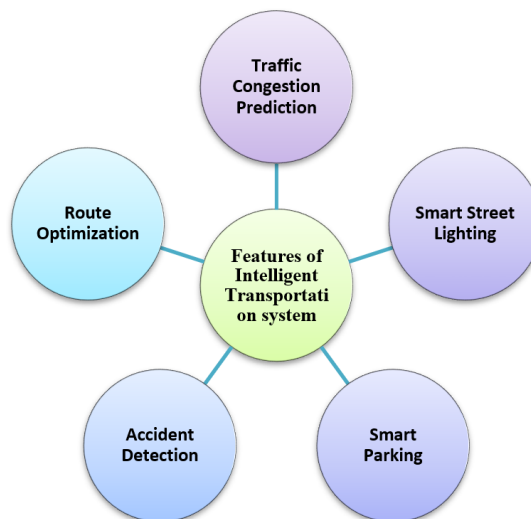 Traffic
Congestion
Prediction
Route
Optimization
Smart Street
Lighting
Features of
Intelligent
Transportati
on system
Accident
Detection
Smart
Parking